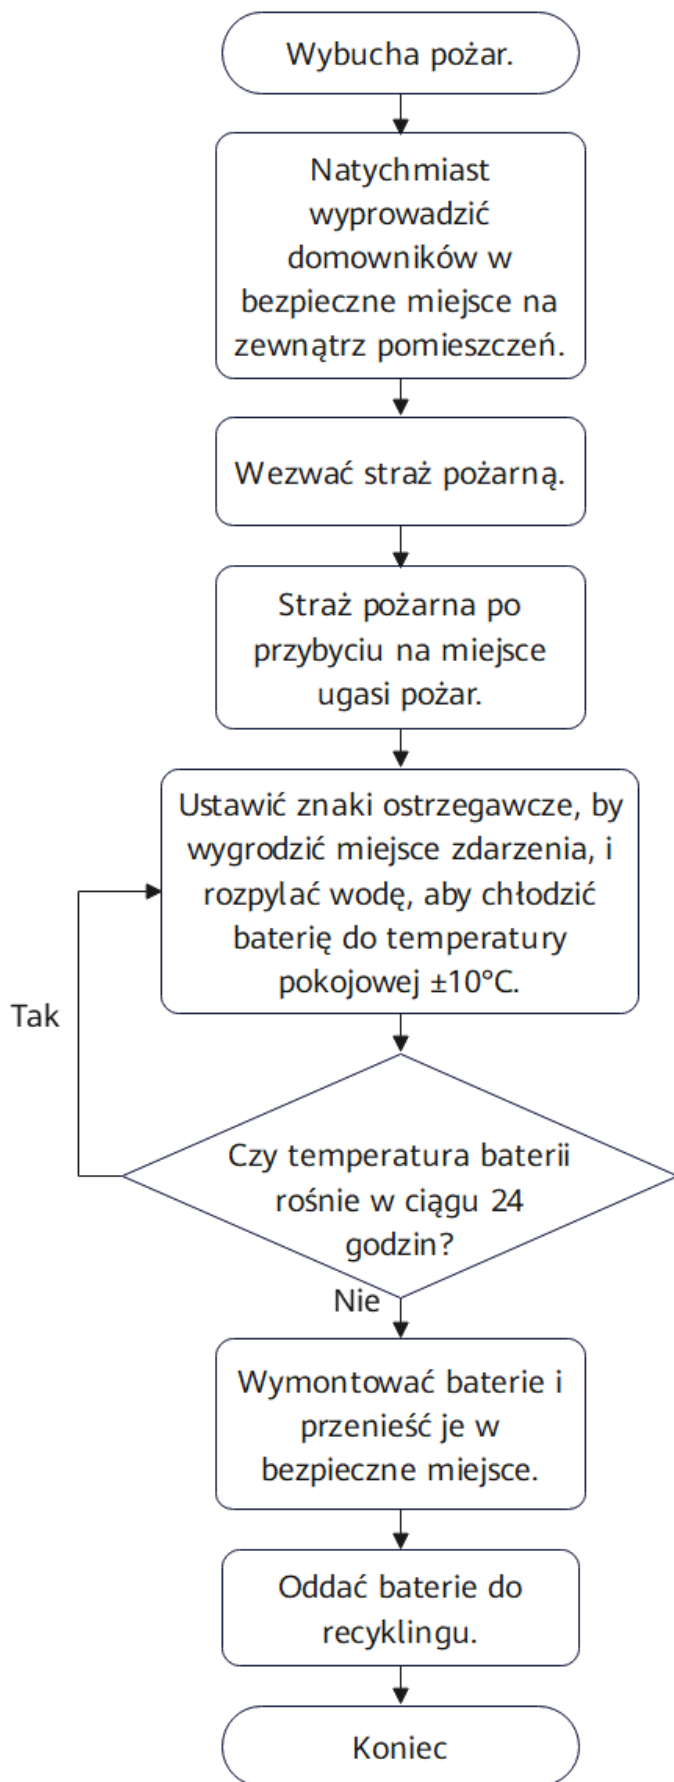 Wybucha pożar.
Natychmiast
wyprowadzić
domowników w
bezpieczne miejsce na
zewnątrz pomieszczeń.
Wezwać straż pożarną.
Straż pożarna po
przybyciu na miejsce
ugasi pożar.
Ustawić znaki ostrzegawcze, by
wygrodzić miejsce zdarzenia, i
rozpylać wodę, aby chłodzić
baterię do temperatury
pokojowej ±10°C.
Tak
Czy temperatura baterii
rośnie w ciągu 24
godzin?
Nie
Wymontować baterie i
przenieść je w
bezpieczne miejsce.
Oddać baterie do
recyklingu.
Koniec